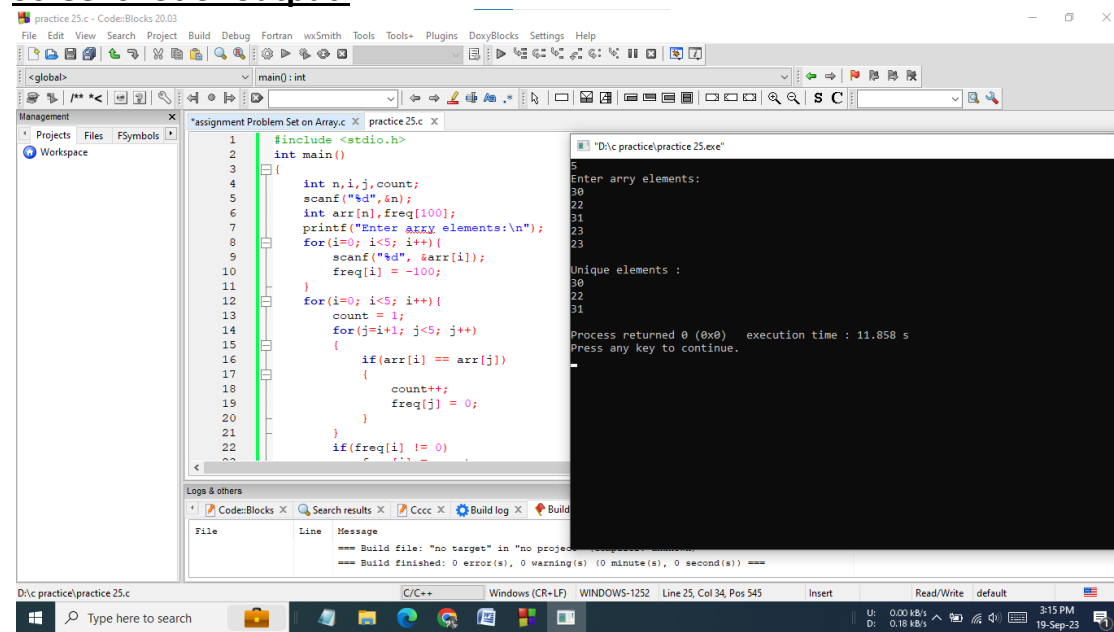 practice 25.c - Code::Blocks 20.03
File Edit View Search Project Build Debug Fortran wxSmith Tools Tools+ Plugins DoxyBlocks Settings Help
<global>
main() : int
/** *<
S C
Management
Projects Files FSymbols
Workspace
*assignment Problem Set on Array.c X practice 25.c X
1 #include <stdio.h>
2 int main()
3 {
4 int n,i,j,count;
5 scanf("%d",&n);
6 int arr[n],freq[100];
7 printf("Enter arry elements:\n");
8 for(i=0; i<5; i++){
9 scanf("%d", &arr[i]);
10 freq[i] = -100;
11 }
12 for(i=0; i<5; i++){
13 count = 1;
14 for(j=i+1; j<5; j++)
15 {
16 if(arr[i] == arr[j])
17 {
18 count++;
19 freq[j] = 0;
20 }
21 }
22 if(freq[i] != 0)
"D:\c practice\practice 25.exe"
5
Enter arry elements:
30
22
31
23
23
Unique elements :
30
22
31
Process returned 0 (0x0) execution time : 11.858 s
Press any key to continue.
Logs & others
Code::Blocks X Search results X Cccc X Build log X Build
File Line Message
=== Build file: "no target" in "no projec
=== Build finished: 0 error(s), 0 warning(s) (0 minute(s), 0 second(s)) ===
D:\c practice\practice 25.c C/C++ Windows (CR+LF) WINDOWS-1252 Line 25, Col 34, Pos 545 Insert Read/Write default
Type here to search
U: 0.00 kB/s
D: 0.18 kB/s
3:15 PM
19-Sep-23